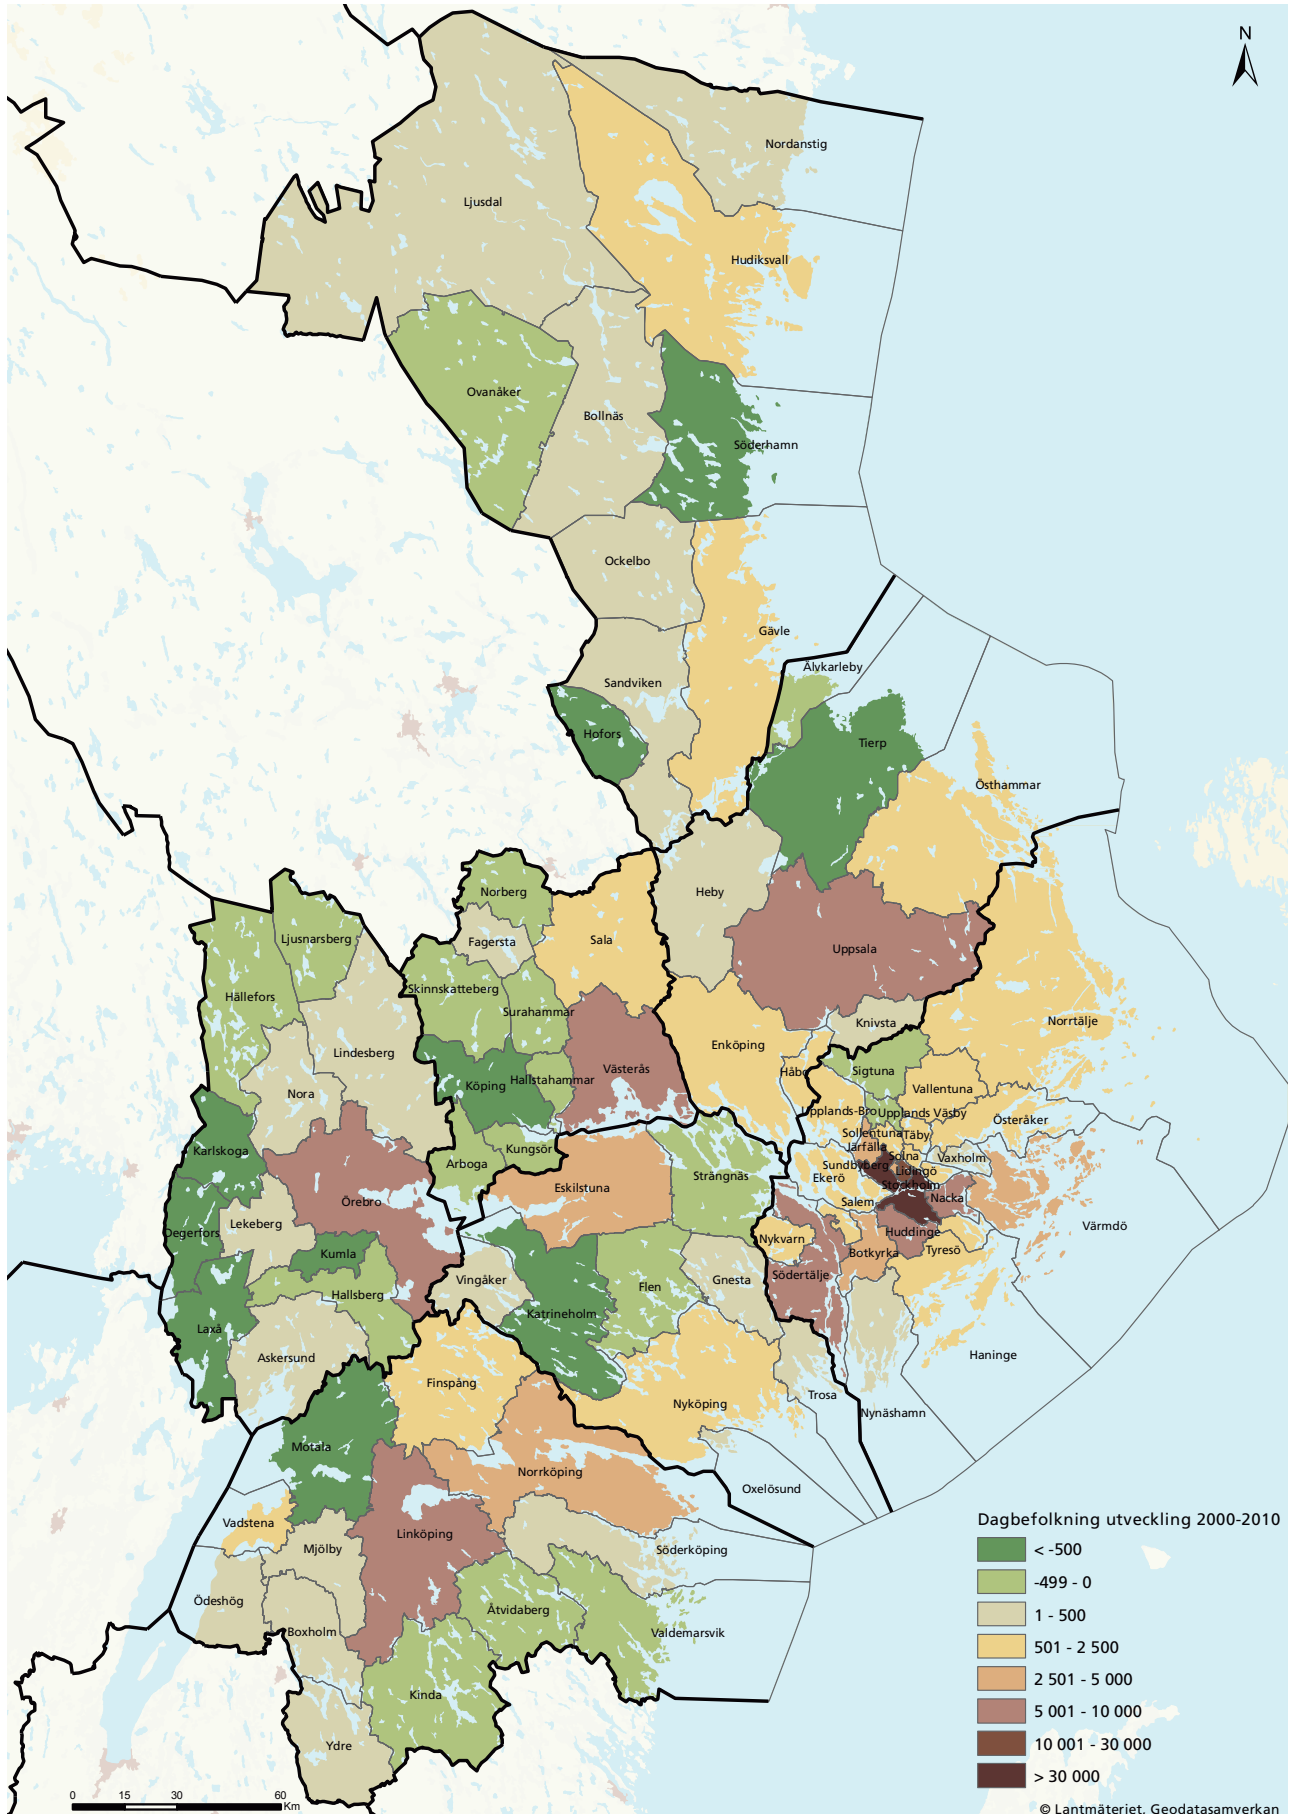 N
Nordanstig
Ljusdal
Hudiksvall
Ovanåker
Bollnäs
Söderhamn
Ockelbo
Gävle
Älvkarleby
Sandviken
Hofors
Tierp
Östhammar
Norberg
Heby
Ljusnarsberg
Fagersta
Sala
Uppsala
Skinnskatteberg
Hällefors
Surahammar
Knivsta
Norrtälje
Lindesberg
Enköping
Västerås
Håbo
Sigtuna
Köping
Hallstahammar
Vallentuna
Nora
Upplands-Bro
Upplands Väsby
Österåker
Sollentuna
Täby
Karlskoga
Järfälla
Kungsör
Solna
Vaxholm
Arboga
Sundbyberg
Lidingö
Strängnäs
Ekerö
Stockholm
Eskilstuna
Nacka
Örebro
Salem
Lekeberg
Värmdö
Degerfors
Huddinge
Nykvarn
Kumla
Botkyrka
Tyresö
Södertälje
Vingåker
Gnesta
Flen
Hallsberg
Katrineholm
Laxå
Haninge
Askersund
Finspång
Trosa
Nyköping
Nynäshamn
Motala
Norrköping
Oxelösund
Vadstena
Linköping
Mjölby
Söderköping
Ödeshög
Åtvidaberg
Boxholm
Valdemarsvik
Kinda
Ydre
Dagbefolkning utveckling 2000-2010
< -500
-499 - 0
1 - 500
501 - 2 500
2 501 - 5 000
5 001 - 10 000
10 001 - 30 000
> 30 000
0 15 30 60
Km
© Lantmäteriet, Geodatasamverkan